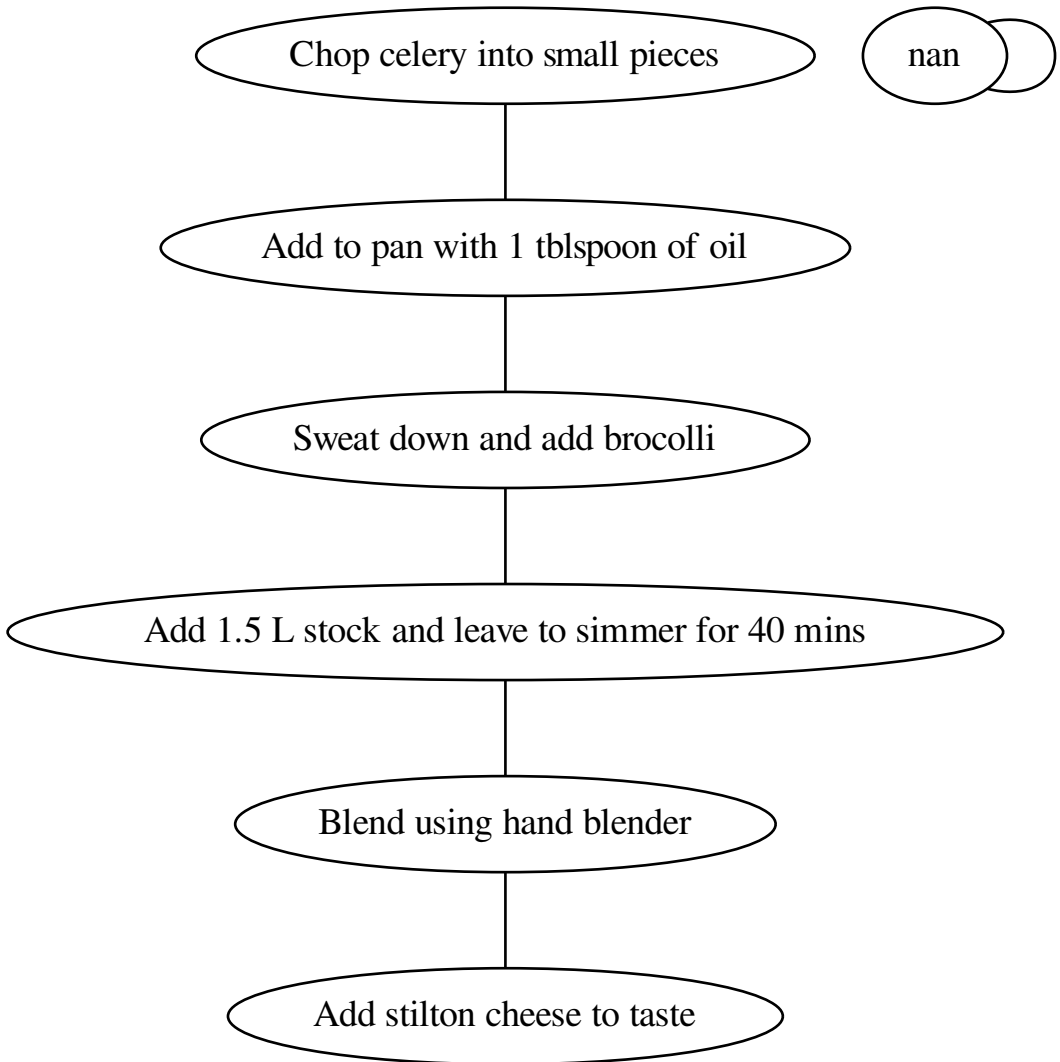 Chop celery into small pieces
nan
Add to pan with 1 tblspoon of oil
Sweat down and add brocolli
Add 1.5 L stock and leave to simmer for 40 mins
Blend using hand blender
Add stilton cheese to taste